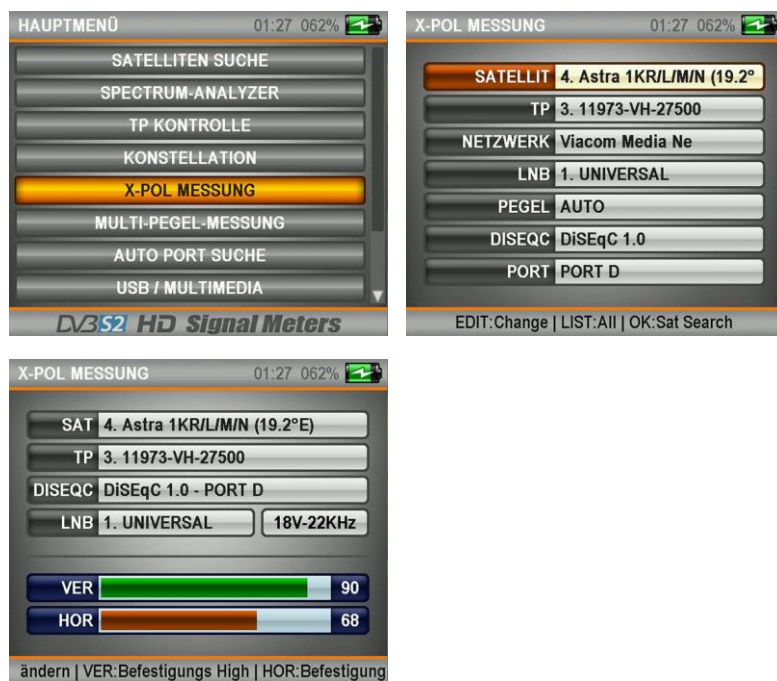 HAUPTMENÜ 01:27 062%
SATELLITEN SUCHE
SPECTRUM-ANALYZER
TP KONTROLLE
KONSTELLATION
X-POL MESSUNG
MULTI-PEGEL-MESSUNG
AUTO PORT SUCHE
USB / MULTIMEDIA
DVBS2 HD Signal Meters
X-POL MESSUNG 01:27 062%
SATELLIT 4. Astra 1KR/L/M/N (19.2°
TP 3. 11973-VH-27500
NETZWERK Viacom Media Ne
LNB 1. UNIVERSAL
PEGEL AUTO
DISEQC DiSEqC 1.0
PORT PORT D
EDIT:Change | LIST:All | OK:Sat Search
X-POL MESSUNG 01:27 062%
SAT 4. Astra 1KR/L/M/N (19.2°E)
TP 3. 11973-VH-27500
DISEQC DiSEqC 1.0 - PORT D
LNB 1. UNIVERSAL 18V-22KHz
VER 90
HOR 68
ändern | VER:Befestigungs High | HOR:Befestigung